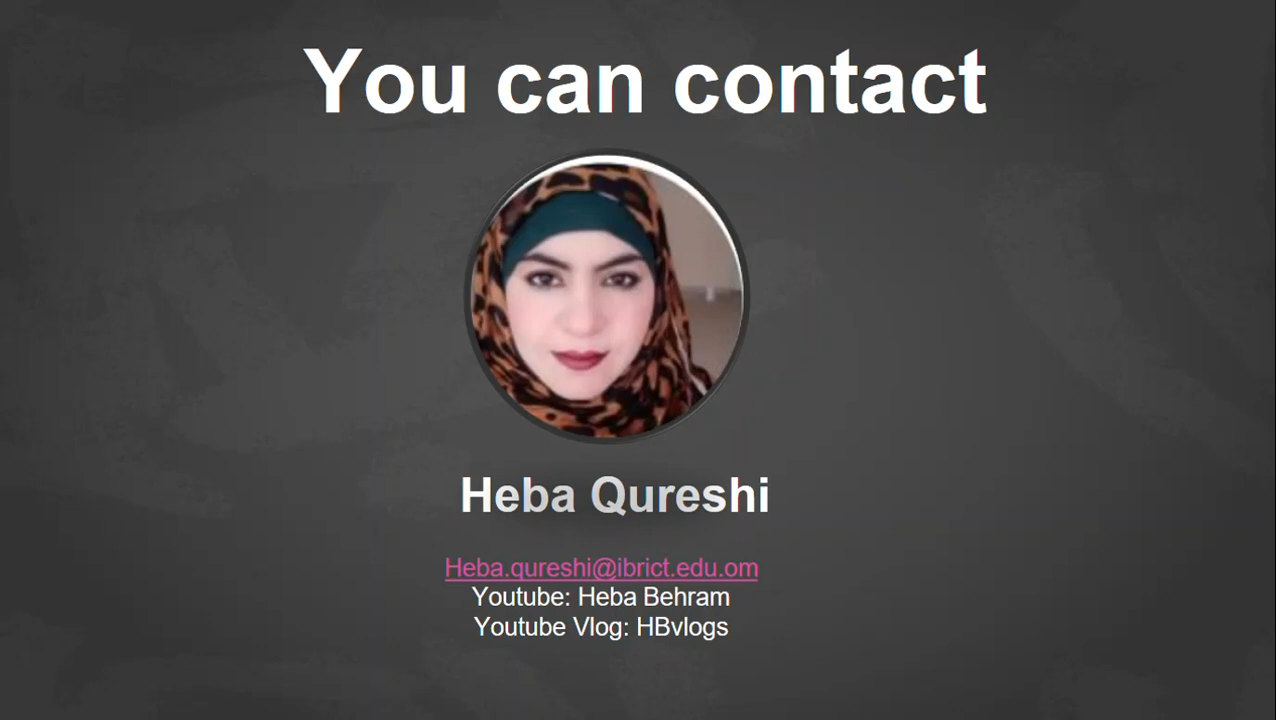 You can contact
Heba Qureshi
Heba.qureshi@ibrict.edu.om
Youtube: Heba Behram
Youtube Vlog: HBvlogs